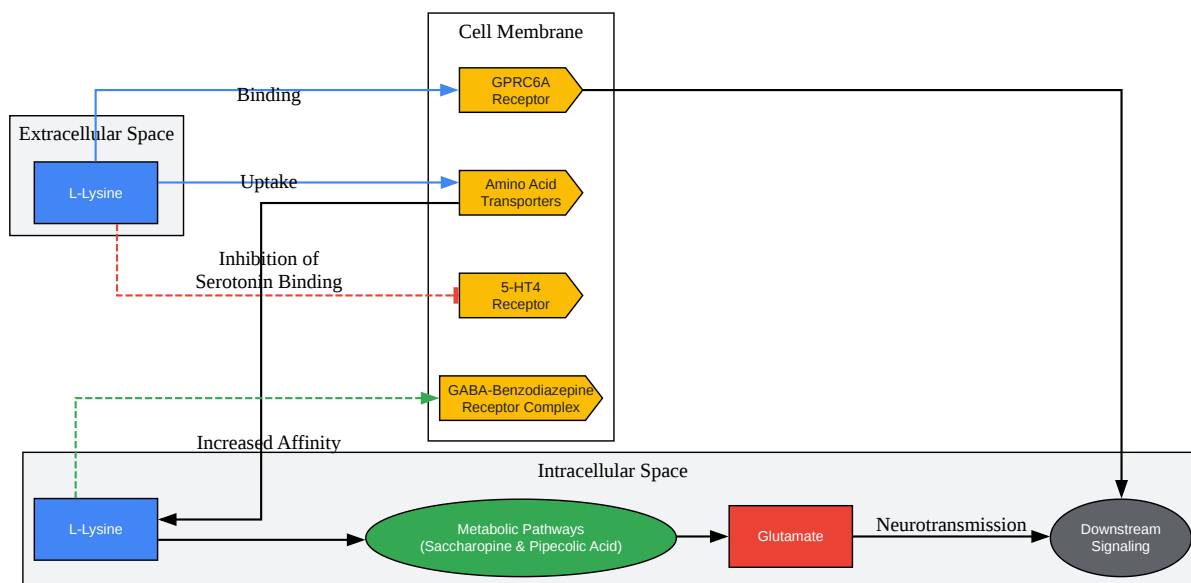 Cell Membrane
GPRC6A
Receptor
Binding
Extracellular Space
L-Lysine
Uptake
Amino Acid
Transporters
Inhibition of
Serotonin Binding
5-HT4
Receptor
GABA-Benzodiazepine
Receptor Complex
Increased Affinity
Intracellular Space
L-Lysine
Metabolic Pathways
(Saccharopine & Pipecolic Acid)
Glutamate
Neurotransmission
Downstream
Signaling